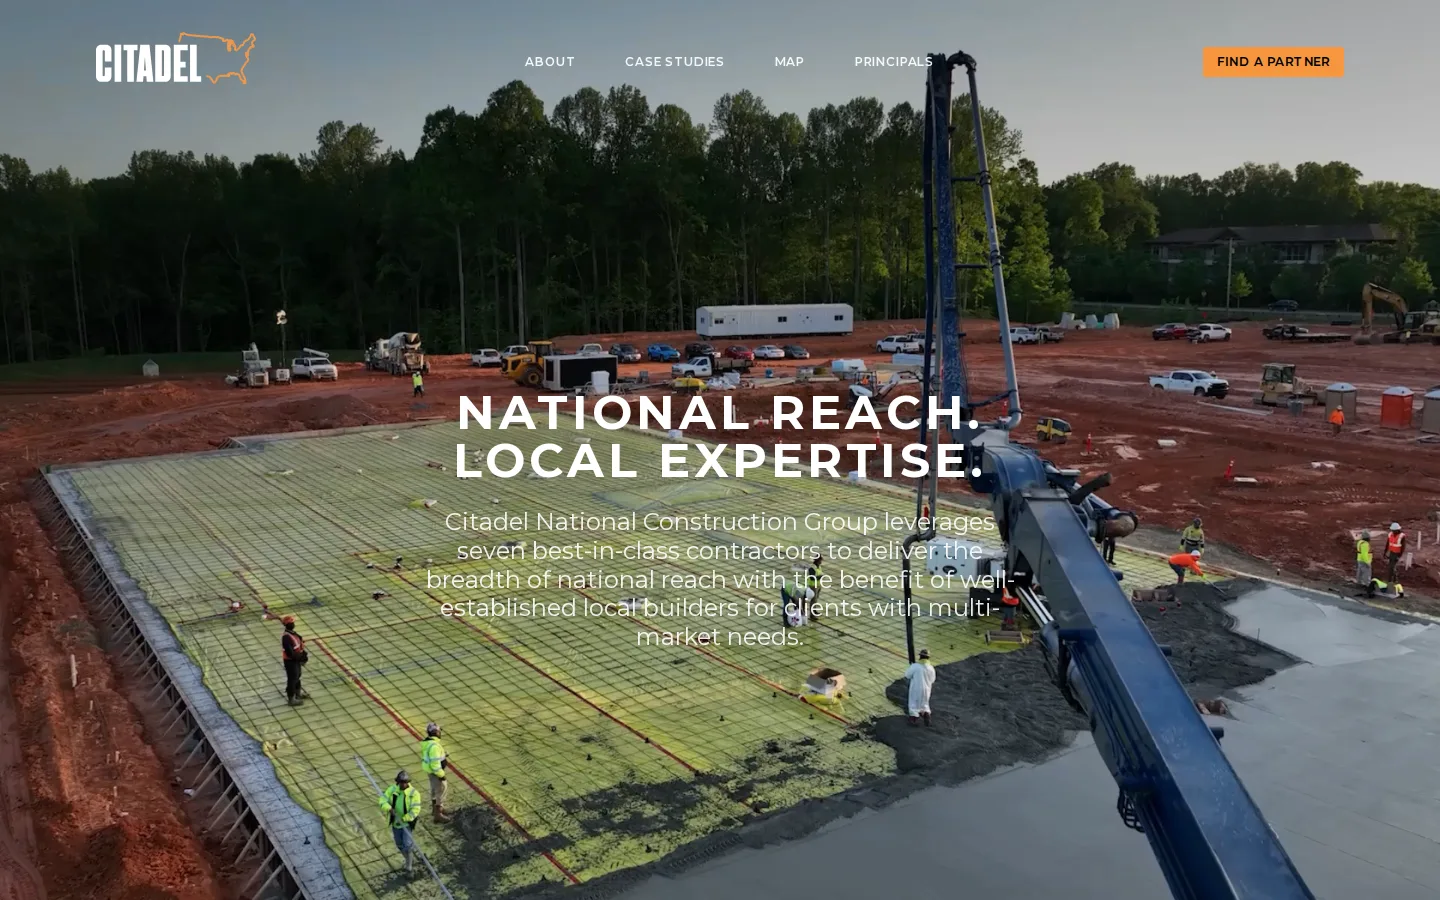 CITADEL
ABOUT
CASE STUDIES
MAP
PRINCIPALS
FIND A PARTNER
NATIONAL REACH.
LOCAL EXPERTISE.
Citadel National Construction Group leverages
seven best-in-class contractors to deliver the
breadth of national reach with the benefit of well-
established local builders for clients with multi-
market needs.